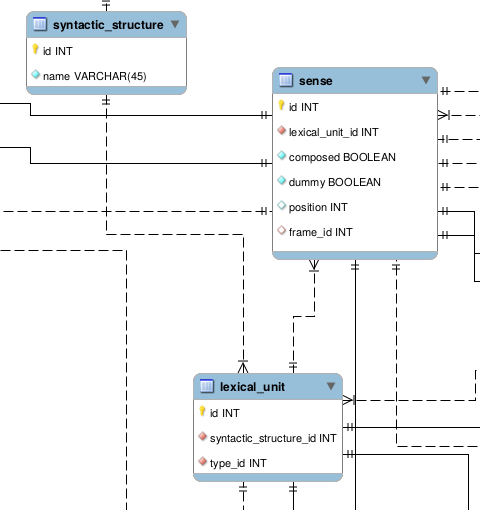 syntactic_structure
id INT
name VARCHAR(45)
sense
id INT
lexical_unit_id INT
composed BOOLEAN
dummy BOOLEAN
position INT
frame_id INT
lexical_unit
id INT
syntactic_structure_id INT
type_id INT